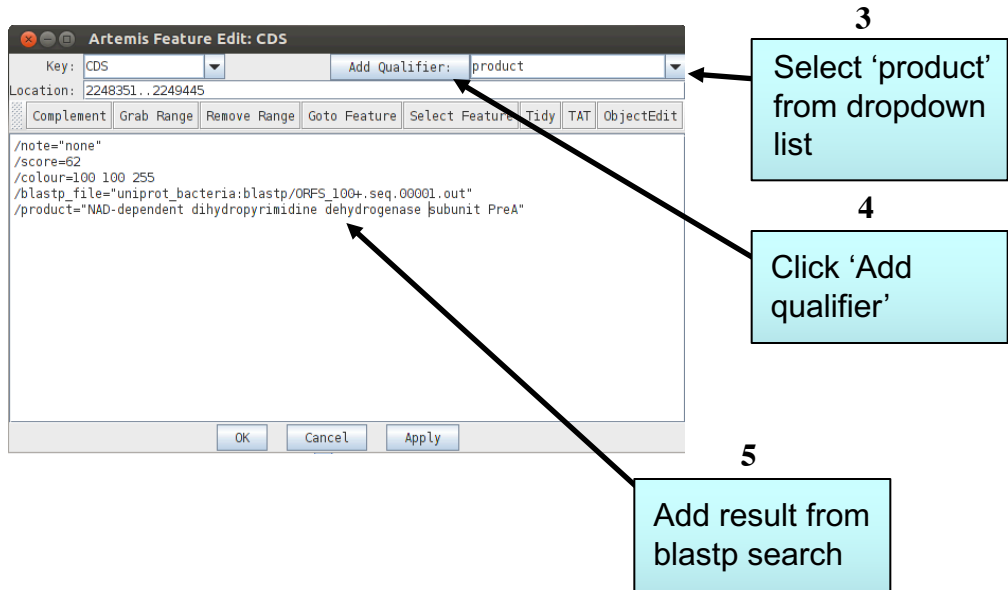 Artemis Feature Edit: CDS
Key: CDS Add Qualifier: product
Location: 2248351..2249445
Complement Grab Range Remove Range Goto Feature Select Feature Tidy TAT ObjectEdit
/note="none"
/score=62
/colour=100 100 255
/blastp_file="uniprot_bacteria:blastp/ORFS_100+.seq.00001.out"
/product="NAD-dependent dihydropyrimidine dehydrogenase subunit PreA"
OK Cancel Apply
3
Select ‘product’
from dropdown
list
4
Click ‘Add
qualifier’
5
Add result from
blastp search